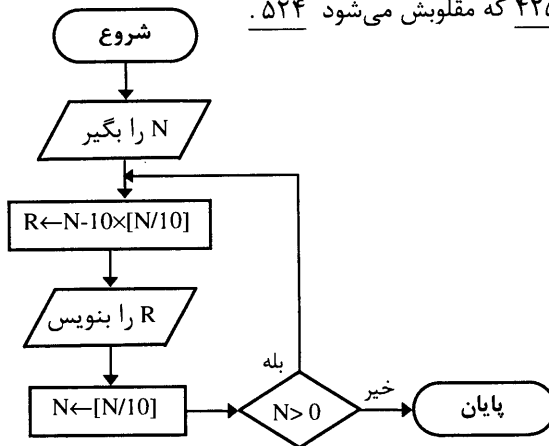 ۴۲۵ که مقلوبش می‌شود ۵۲۴ .
شروع
N را بگیر
R←N-10×[N/10]
R را بنویس
بله
خیر
N←[N/10]
N> 0
پایان